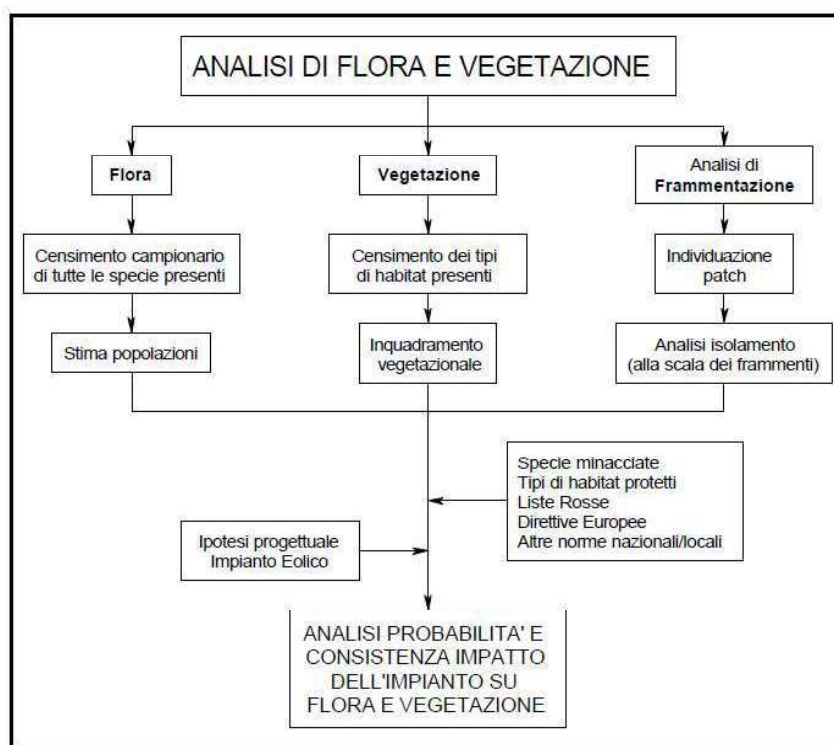 ANALISI DI FLORA E VEGETAZIONE
Flora
Vegetazione
Analisi di
Frammentazione
Censimento campionario
di tutte le specie presenti
Censimento dei tipi
di habitat presenti
Individuazione
patch
Stima popolazioni
Inquadramento
vegetazionale
Analisi isolamento
(alla scala dei frammenti)
Specie minacciate
Tipi di habitat protetti
Liste Rosse
Direttive Europee
Altre norme nazionali/locali
Ipotesi progettuale
Impianto Eolico
ANALISI PROBABILITA' E
CONSISTENZA IMPATTO
DELL'IMPIANTO SU
FLORA E VEGETAZIONE